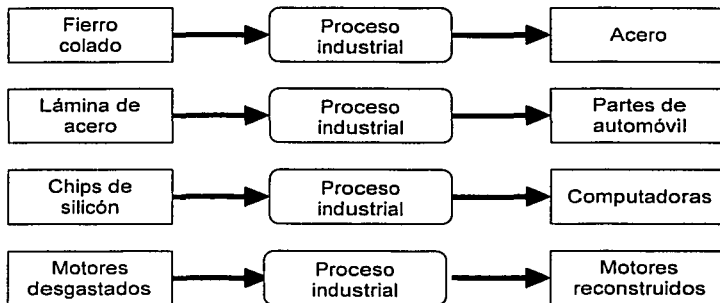 Fierro
colado
Proceso
industrial
Acero
Lámina de
acero
Proceso
industrial
Partes de
automóvil
Chips de
silicón
Proceso
industrial
Computadoras
Motores
desgastados
Proceso
industrial
Motores
reconstruidos